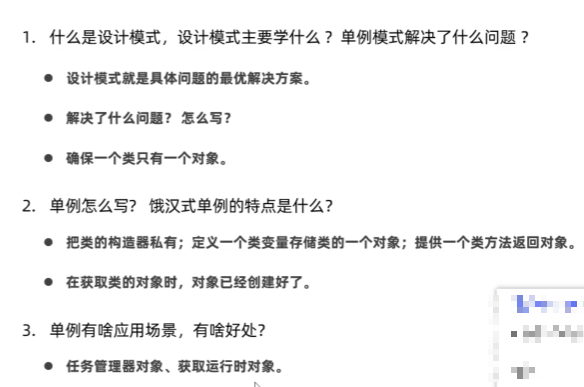 1. 什么是设计模式，设计模式主要学什么？单例模式解决了什么问题？
● 设计模式就是具体问题的最优解决方案。
● 解决了什么问题？怎么写？
● 确保一个类只有一个对象。
2. 单例怎么写？ 饿汉式单例的特点是什么？
● 把类的构造器私有；定义一个类变量存储类的一个对象；提供一个类方法返回对象。
● 在获取类的对象时，对象已经创建好了。
3. 单例有啥应用场景，有啥好处？
● 任务管理器对象、获取运行时对象。